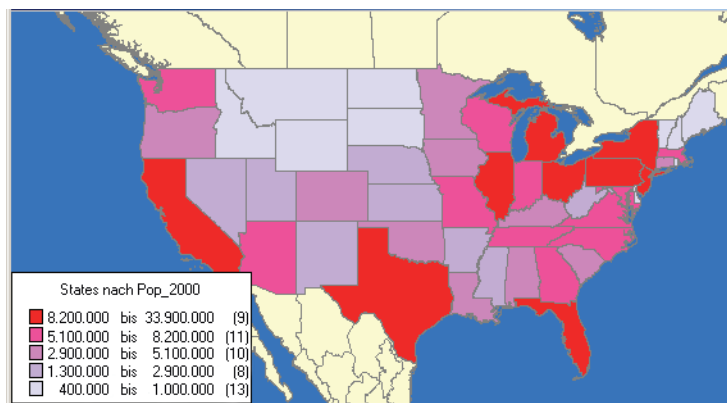 States nach Pop_2000
8.200.000 bis 33.900.000 (9)
5.100.000 bis 8.200.000 (11)
2.900.000 bis 5.100.000 (10)
1.300.000 bis 2.900.000 (8)
400.000 bis 1.000.000 (13)